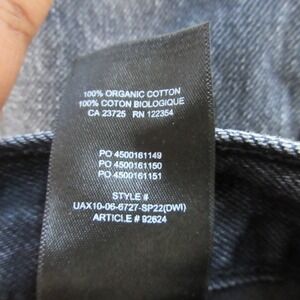 100% ORGANIC COTTON
100% COTON BIOLOGIQUE
CA 23725 RN 122354
PO 4500161149
PO 4500161150
PO 4500161151
STYLE #
UAX10-06-6727-SP22(DWI)
ARTICLE # 92624